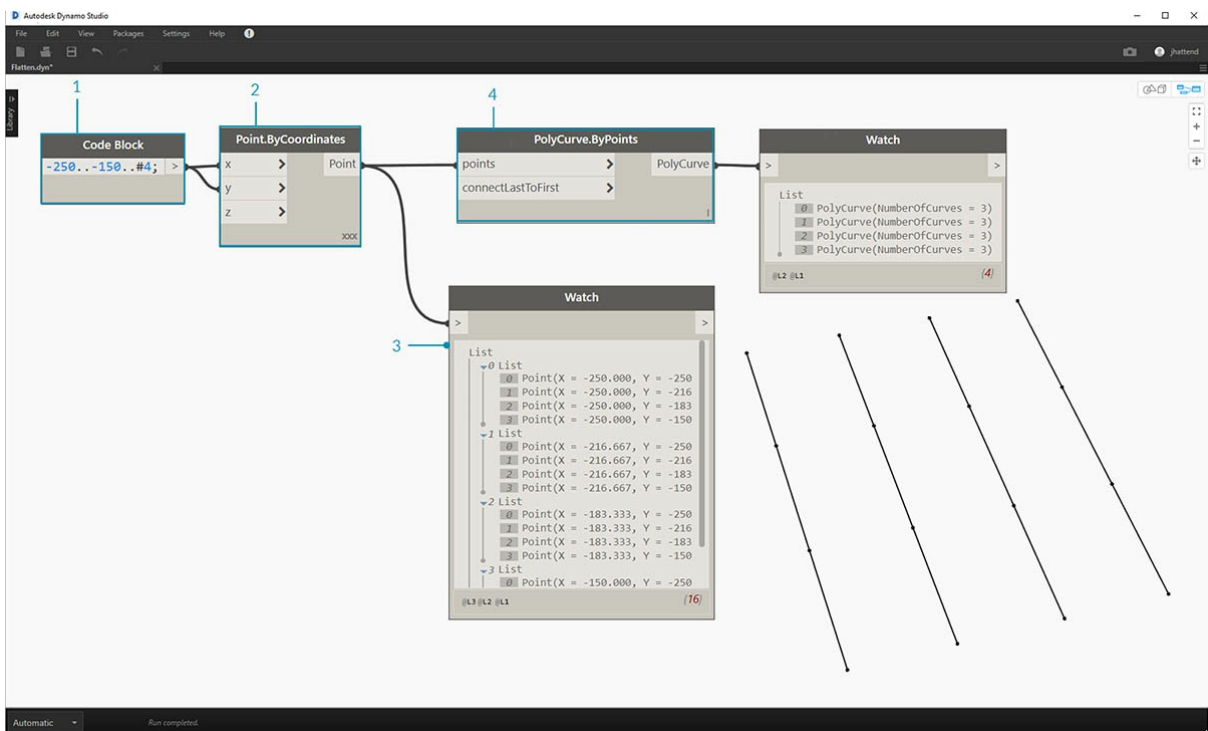 Autodesk Dynamo Studio
File Edit View Packages Settings Help
jhattend
Flatten.dyn*
Library
1
2
4
Code Block
-250..-150..#4; >
Point.ByCoordinates
x > Point
y >
z >
xxx
PolyCurve.ByPoints
points > PolyCurve
connectLastToFirst >
Watch
> >
List
0 PolyCurve(NumberOfCurves = 3)
1 PolyCurve(NumberOfCurves = 3)
2 PolyCurve(NumberOfCurves = 3)
3 PolyCurve(NumberOfCurves = 3)
@L2 @L1 {4}
3
Watch
> >
List
0 List
0 Point(X = -250.000, Y = -250
1 Point(X = -250.000, Y = -216
2 Point(X = -250.000, Y = -183
3 Point(X = -250.000, Y = -150
1 List
0 Point(X = -216.667, Y = -250
1 Point(X = -216.667, Y = -216
2 Point(X = -216.667, Y = -183
3 Point(X = -216.667, Y = -150
2 List
0 Point(X = -183.333, Y = -250
1 Point(X = -183.333, Y = -216
2 Point(X = -183.333, Y = -183
3 Point(X = -183.333, Y = -150
3 List
0 Point(X = -150.000, Y = -250
@L3 @L2 @L1 {16}
Automatic
Run completed.